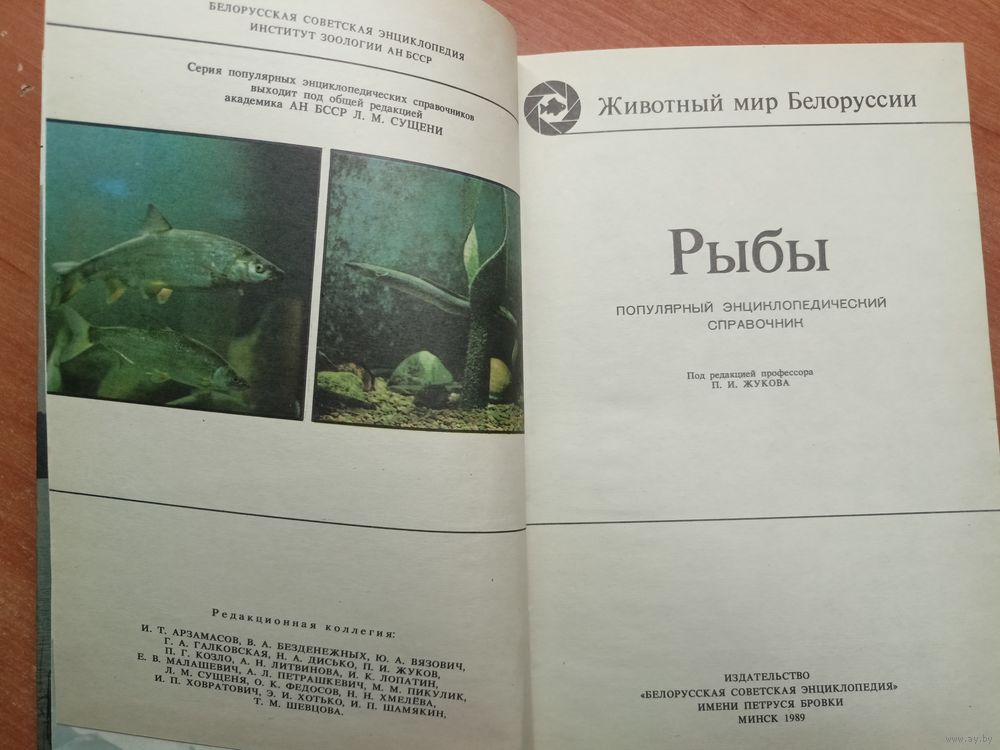 БЕЛОРУССКАЯ СОВЕТСКАЯ ЭНЦИКЛОПЕДИЯ
ИНСТИТУТ ЗООЛОГИИ АН БССР
Серия популярных энциклопедических справочников
выходит под общей редакцией
академика АН БССР Л. М. СУЩЕНИ
Редакционная коллегия:
И. Т. АРЗАМАСОВ, В. А. БЕЗДЕНЕЖНЫХ, Ю. А. ВЯЗОВИЧ,
Г. А. ГАЛКОВСКАЯ, Н. А. ДИСЬКО, П. И. ЖУКОВ,
П. Г. КОЗЛО, А. Н. ЛИТВИНОВА, И. К. ЛОПАТИН,
Е. В. МАЛАШЕВИЧ, А. Л. ПЕТРАШКЕВИЧ, М. М. ПИКУЛИК,
Л. М. СУЩЕНЯ, О. К. ФЕДОСОВ, Н. Н. ХМЕЛЁВА,
И. П. ХОВРАТОВИЧ, Э. И. ХОТЬКО, И. П. ШАМЯКИН,
Т. М. ШЕВЦОВА.
Животный мир Белоруссии
Рыбы
ПОПУЛЯРНЫЙ ЭНЦИКЛОПЕДИЧЕСКИЙ
СПРАВОЧНИК
Под редакцией профессора
П. И. ЖУКОВА
ИЗДАТЕЛЬСТВО
«БЕЛОРУССКАЯ СОВЕТСКАЯ ЭНЦИКЛОПЕДИЯ»
ИМЕНИ ПЕТРУСЯ БРОВКИ
МИНСК 1989
www.ay.by